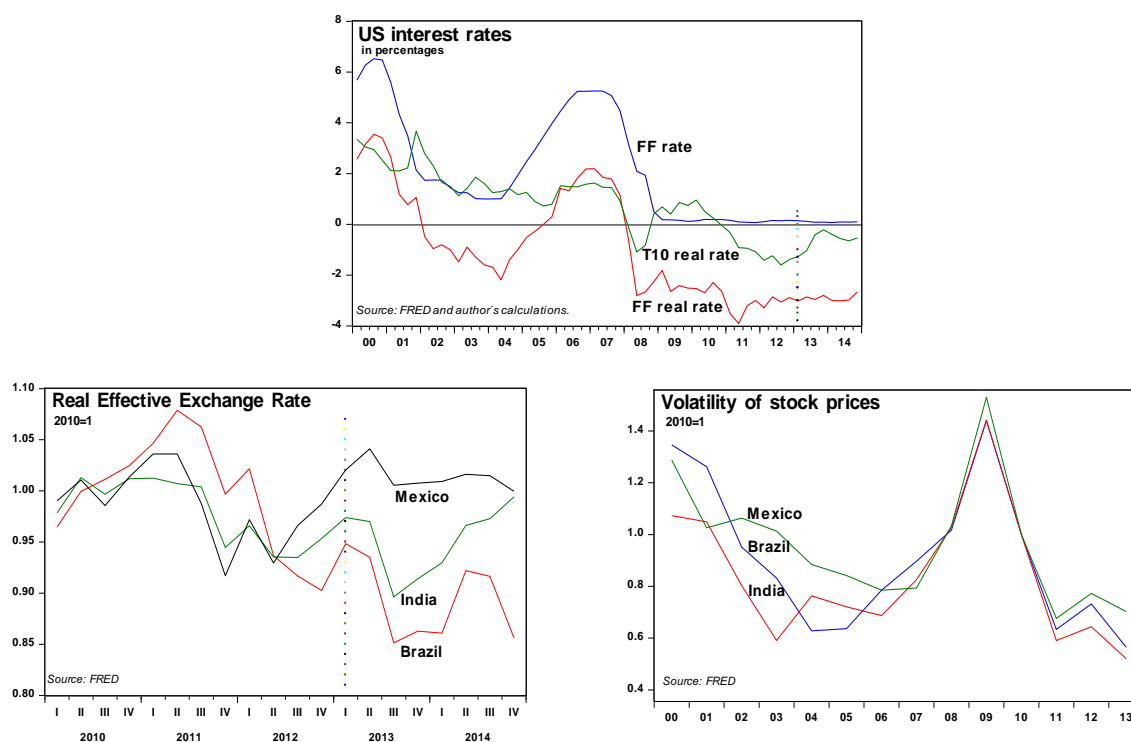 US interest rates
in percentages
8
6
4
2
0
-2
-4
FF rate
T10 real rate
FF real rate
Source: FRED and author's calculations.
00 01 02 03 04 05 06 07 08 09 10 11 12 13 14
Real Effective Exchange Rate
2010=1
1.10
1.05
1.00
0.95
0.90
0.85
0.80
Mexico
India
Brazil
Source: FRED
I II III IV I II III IV I II III IV I II III IV I II III IV
2010 2011 2012 2013 2014
Volatility of stock prices
2010=1
1.4
1.2
1.0
0.8
0.6
0.4
Mexico
Brazil
India
Source: FRED
00 01 02 03 04 05 06 07 08 09 10 11 12 13